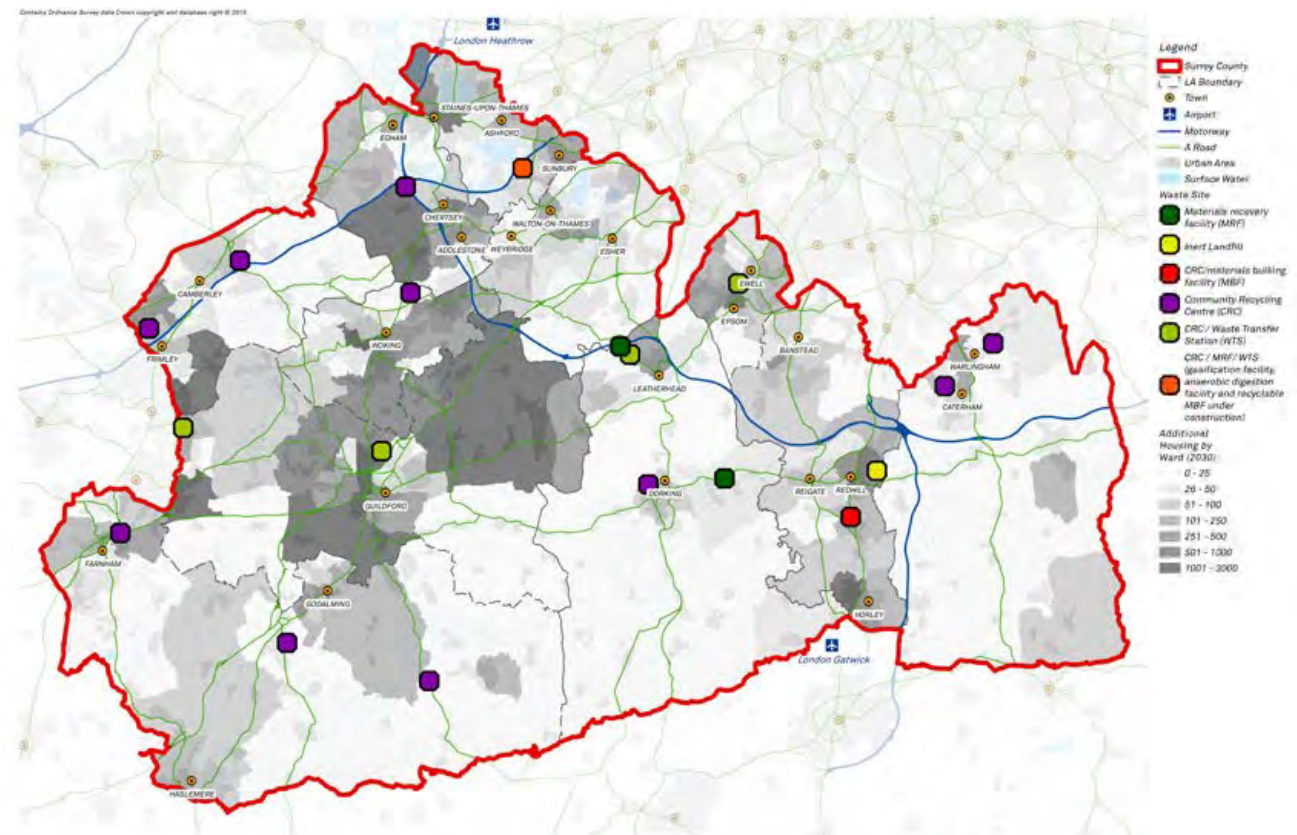 Contains Ordnance Survey data Crown copyright and database right © 2015
London Heathrow
STAINES-UPON-THAMES
EGHAM
ASHFORD
SUNBURY
CHERTSEY
WALTON-ON-THAMES
ADDLESTONE
WEYBRIDGE
ESHER
CAMBERLEY
EWELL
EPSOM
FRIMLEY
WOKING
BANSTEAD
WARLINGHAM
LEATHERHEAD
CATERHAM
DORKING
REIGATE
REDHILL
GUILDFORD
FARNHAM
GODALMING
HORLEY
London Gatwick
HASLEMERE
Legend
Surrey County
LA Boundary
Town
Airport
Motorway
A Road
Urban Area
Surface Water
Waste Site
Materials recovery
facility (MRF)
Inert Landfill
CRC/materials bulking
facility (MBF)
Community Recycling
Centre (CRC)
CRC / Waste Transfer
Station (WTS)
CRC / MRF/ WTS
(gasification facility,
anaerobic digestion
facility and recyclable
MBF under
construction)
Additional
Housing by
Ward (2030)
0 - 25
26 - 50
51 - 100
101 - 250
251 - 500
501 - 1000
1001 - 3000